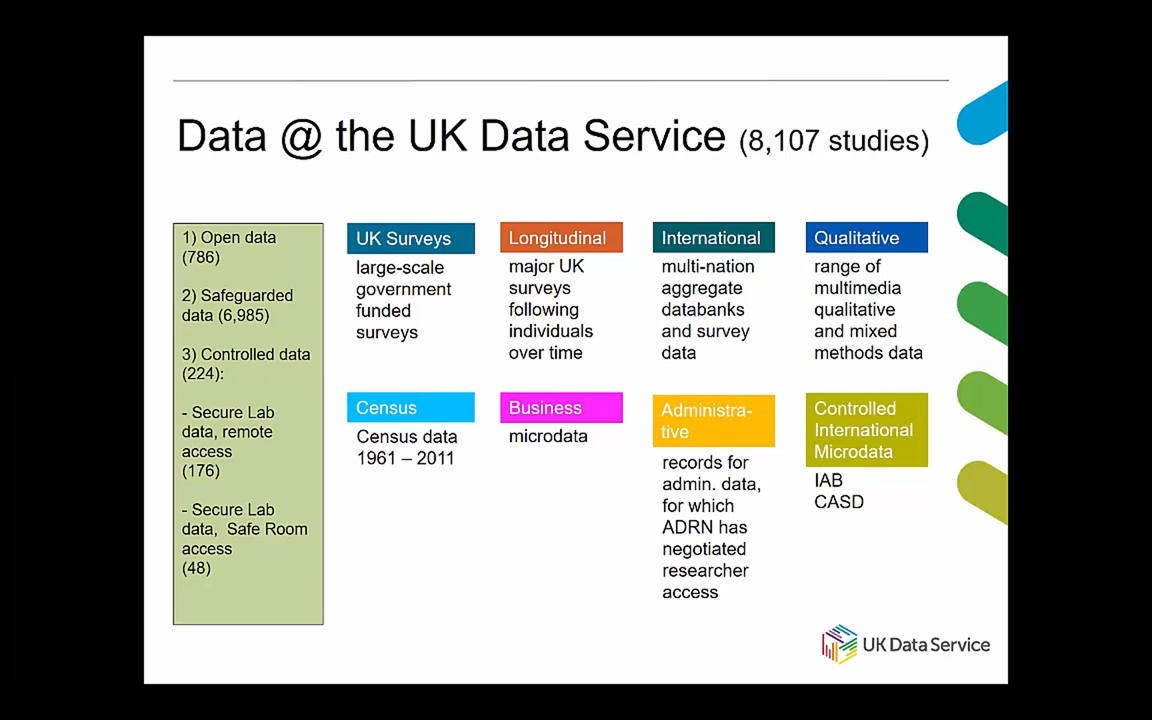 Data @ the UK Data Service (8,107 studies)
1) Open data
(786)
2) Safeguarded
data (6,985)
3) Controlled data
(224):
- Secure Lab
data, remote
access
(176)
- Secure Lab
data,  Safe Room
access
(48)
UK Surveys
large-scale
government
funded
surveys
Longitudinal
major UK
surveys
following
individuals
over time
International
multi-nation
aggregate
databanks
and survey
data
Qualitative
range of
multimedia
qualitative
and mixed
methods data
Census
Census data
1961 – 2011
Business
microdata
Administra-
tive
records for
admin. data,
for which
ADRN has
negotiated
researcher
access
Controlled
International
Microdata
IAB
CASD
UK Data Service